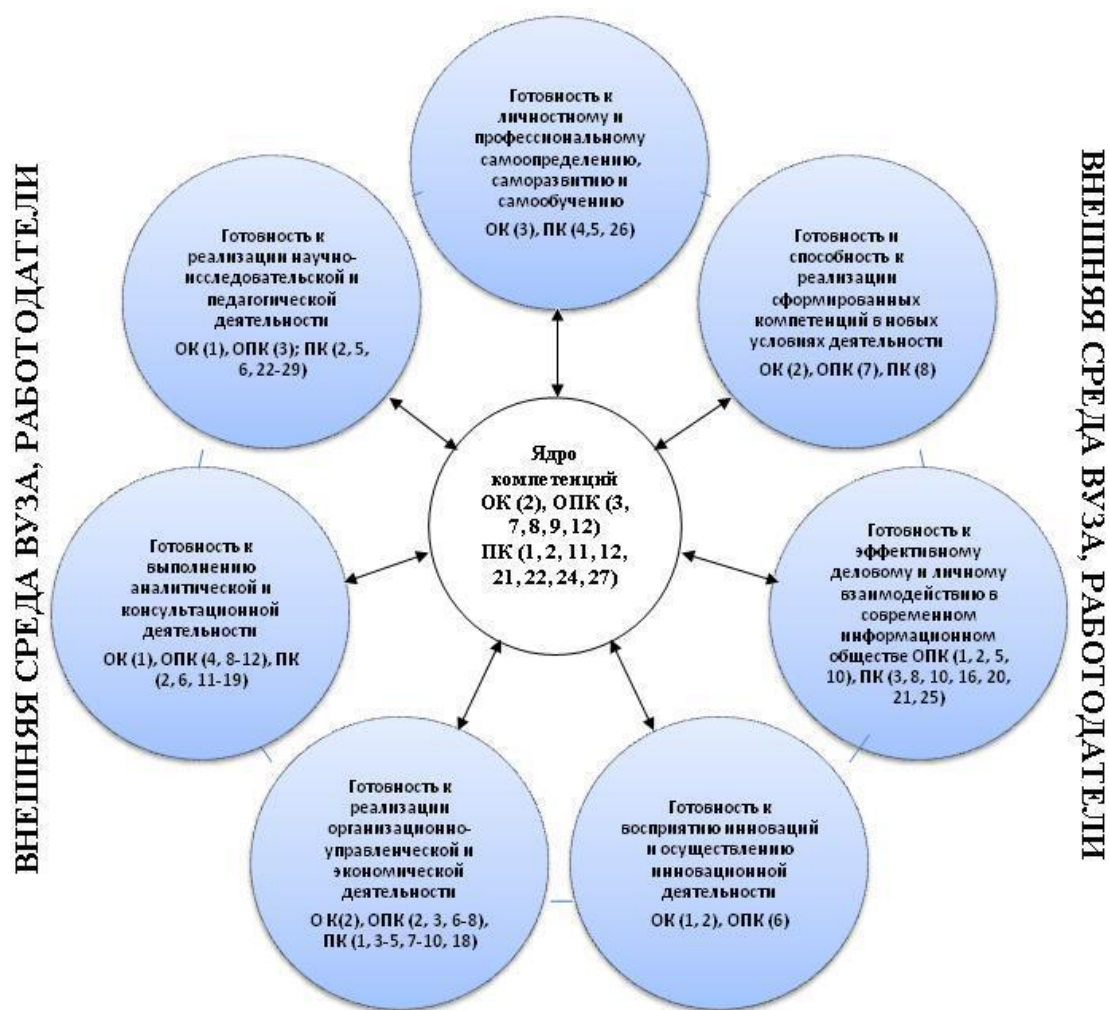 ВНЕШНЯЯ СРЕДА ВУЗА, РАБОТОДАТЕЛИ
Готовность к
личностному и
профессиональному
самоопределению,
саморазвитию и
самообучению
ОК (3), ПК (4,5, 26)
Готовность и
способность к
реализации
сформированных
компетенций в новых
условиях деятельности
ОК (2), ОПК (7), ПК (8)
Готовность к
эффективному
деловому и личному
взаимодействию в
современном
информационном
обществе ОПК (1, 2, 5,
10), ПК (3, 8, 10, 16, 20,
21, 25)
Готовность к
восприятию инноваций
и осуществлению
инновационной
деятельности
ОК (1, 2), ОПК (6)
Готовность к
реализации
организационно-
управленческой и
экономической
деятельности
О К(2), ОПК (2, 3, 6-8),
ПК (1, 3-5, 7-10, 18)
Готовность к
выполнению
аналитической и
консультационной
деятельности
ОК (1), ОПК (4, 8-12), ПК
(2, 6, 11-19)
Готовность к
реализации научно-
исследовательской и
педагогической
деятельности
ОК (1), ОПК (3); ПК (2, 5,
6, 22-29)
Ядро
компетенций
ОК (2), ОПК (3,
7, 8, 9, 12)
ПК (1, 2, 11, 12,
21, 22, 24, 27)
ВНЕШНЯЯ СРЕДА ВУЗА, РАБОТОДАТЕЛИ